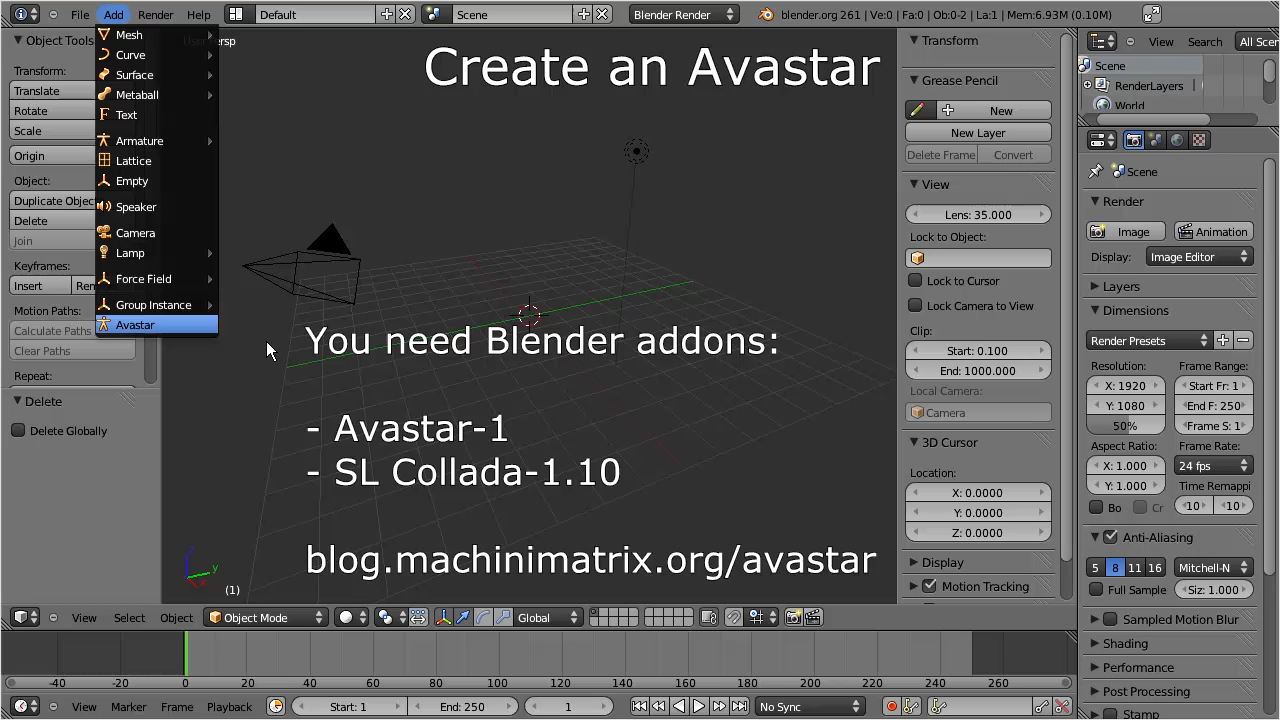 File Add Render Help Default Scene Blender Render blender.org 261 | Ve:0 | Fa:0 | Ob:0-2 | La:1 | Mem:6.93M (0.10M)
Object Tools
Transform:
Translate
Rotate
Scale
Origin
Object:
Duplicate Objec
Delete
Join
Keyframes:
Insert
Motion Paths:
Calculate Paths
Clear Paths
Repeat:
Delete
Delete Globally
Mesh
Curve
Surface
Metaball
Text
Armature
Lattice
Empty
Speaker
Camera
Lamp
Force Field
Group Instance
Avastar
Create an Avastar
You need Blender addons:
- Avastar-1
- SL Collada-1.10
blog.machinimatrix.org/avastar
z
y
x
(1)
Transform
Grease Pencil
New
New Layer
Delete Frame Convert
View
Lens: 35.000
Lock to Object:
Lock to Cursor
Lock Camera to View
Clip:
Start: 0.100
End: 1000.000
Local Camera:
Camera
3D Cursor
Location:
X: 0.0000
Y: 0.0000
Z: 0.0000
Display
Motion Tracking
View Search All Scen
Scene
RenderLayers
World
Scene
Render
Image Animation
Display: Image Editor
Layers
Dimensions
Render Presets
Resolution: Frame Range:
X: 1920 Start Fr: 1
Y: 1080 End F: 250
50% Frame S: 1
Aspect Ratio: Frame Rate:
X: 1.000 24 fps
Y: 1.000 Time Remappi
Bo Cr 10 10
Anti-Aliasing
5 8 11 16 Mitchell-N
Full Sample Siz: 1.000
Sampled Motion Blur
Shading
Performance
Post Processing
Stamp
View Select Object Object Mode Global
-40 -20 0 20 40 60 80 100 120 140 160 180 200 220 240 260
View Marker Frame Playback Start: 1 End: 250 1 No Sync